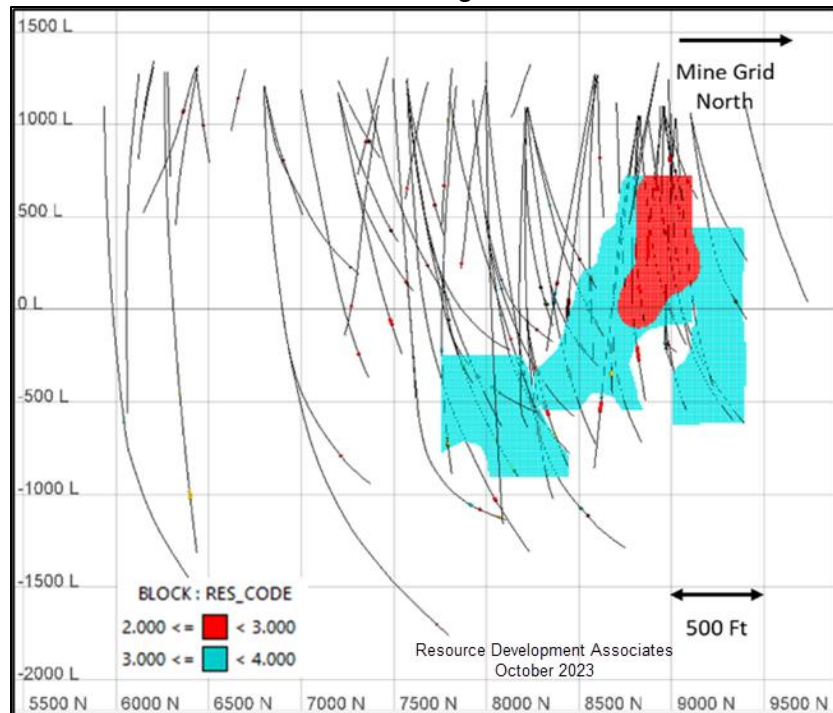 1500 L
Mine Grid
North
1000 L
500 L
0 L
-500 L
-1000 L
-1500 L
BLOCK : RES_CODE
2.000 <= < 3.000
3.000 <= < 4.000
500 Ft
Resource Development Associates
October 2023
-2000 L
5500 N 6000 N 6500 N 7000 N 7500 N 8000 N 8500 N 9000 N 9500 N